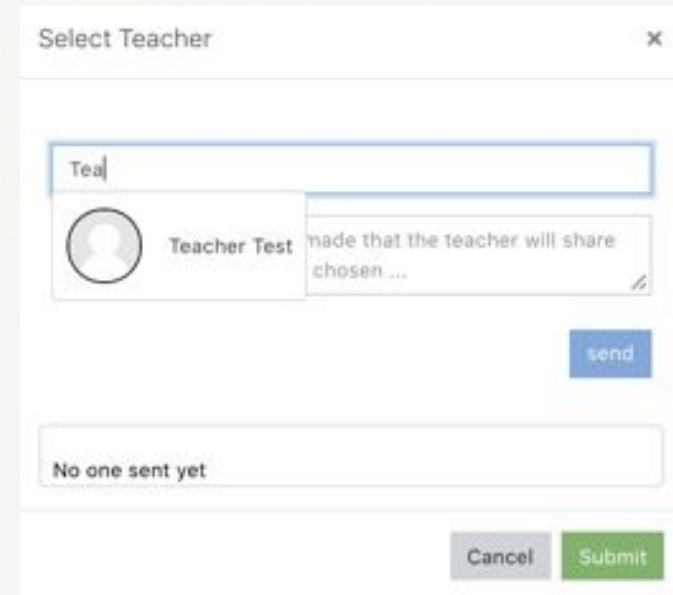 Select Teacher ×
Tea
Teacher Test
made that the teacher will share
chosen ...
send
No one sent yet
Cancel Submit